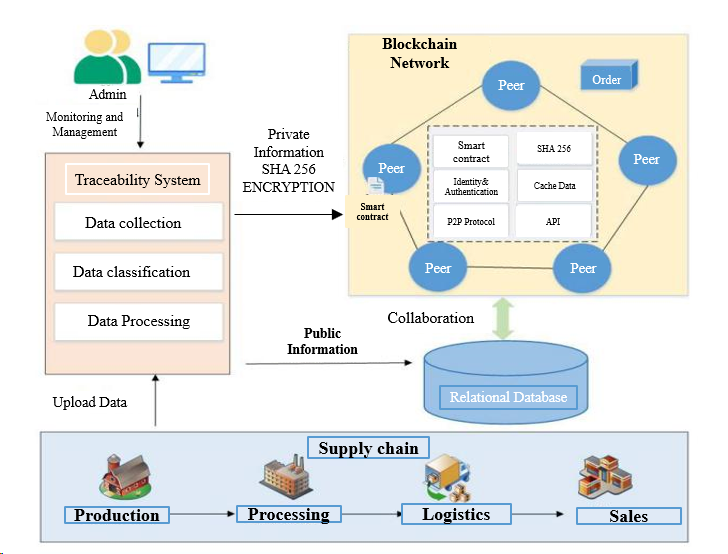 Blockchain
Network
Peer
Order
Admin
Monitoring and
Management
Private
Information
SHA 256
ENCRYPTION
Traceability System
Data collection
Data classification
Data Processing
Peer
Smart
contract
Smart
contract
SHA 256
Identity&
Authentication
Cache Data
P2P Protocol
API
Peer
Peer
Peer
Collaboration
Public
Information
Relational Database
Upload Data
Supply chain
Production
Processing
Logistics
Sales